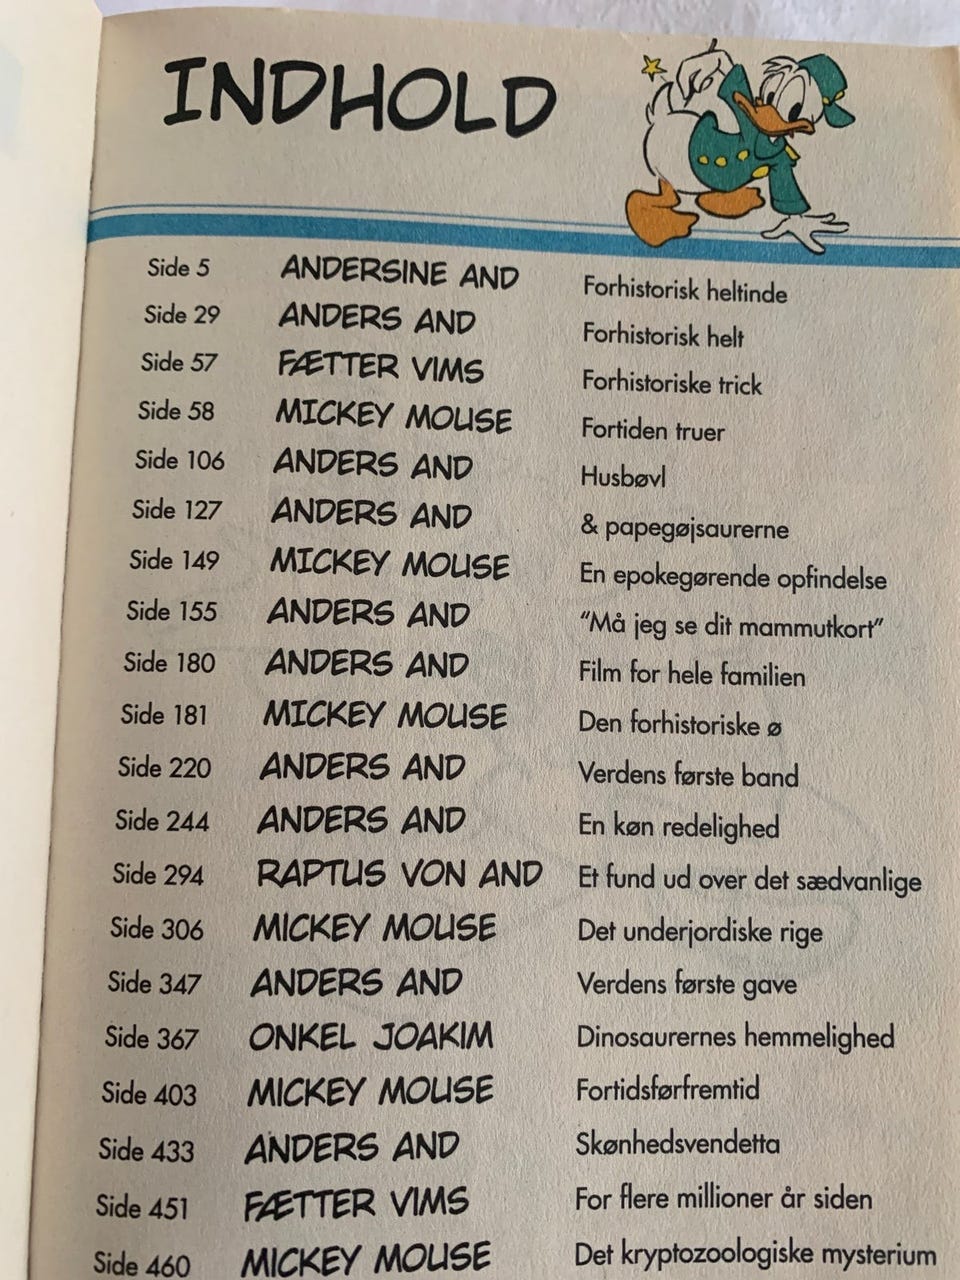 INDHOLD
Side 5 ANDERSINE AND Forhistorisk heltinde
Side 29 ANDERS AND Forhistorisk helt
Side 57 FÆTTER VIMS Forhistoriske trick
Side 58 MICKEY MOUSE Fortiden truer
Side 106 ANDERS AND Husbøvl
Side 127 ANDERS AND & papegøjsaurerne
Side 149 MICKEY MOUSE En epokegørende opfindelse
Side 155 ANDERS AND "Må jeg se dit mammutkort"
Side 180 ANDERS AND Film for hele familien
Side 181 MICKEY MOUSE Den forhistoriske ø
Side 220 ANDERS AND Verdens første band
Side 244 ANDERS AND En køn redelighed
Side 294 RAPTUS VON AND Et fund ud over det sædvanlige
Side 306 MICKEY MOUSE Det underjordiske rige
Side 347 ANDERS AND Verdens første gave
Side 367 ONKEL JOAKIM Dinosaurernes hemmelighed
Side 403 MICKEY MOUSE Fortidsførfremtid
Side 433 ANDERS AND Skønhedsvendetta
Side 451 FÆTTER VIMS For flere millioner år siden
Side 460 MICKEY MOUSE Det kryptozoologiske mysterium